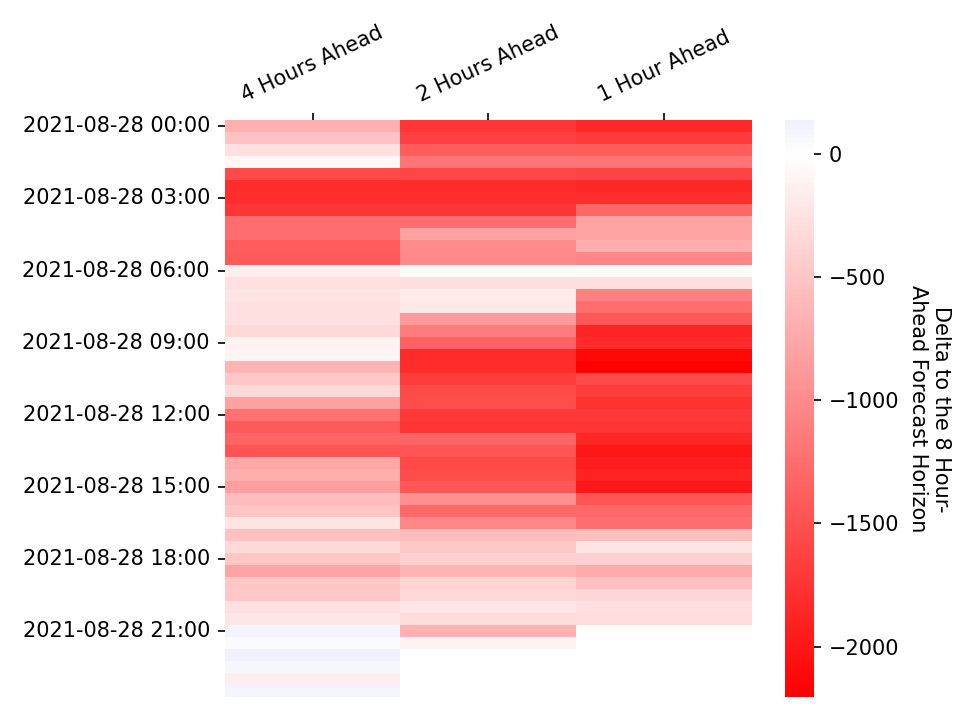 4 Hours Ahead
2 Hours Ahead
1 Hour Ahead
2021-08-28 00:00
2021-08-28 03:00
2021-08-28 06:00
2021-08-28 09:00
2021-08-28 12:00
2021-08-28 15:00
2021-08-28 18:00
2021-08-28 21:00
0
−500
−1000
−1500
−2000
Delta to the 8 Hour-
Ahead Forecast Horizon